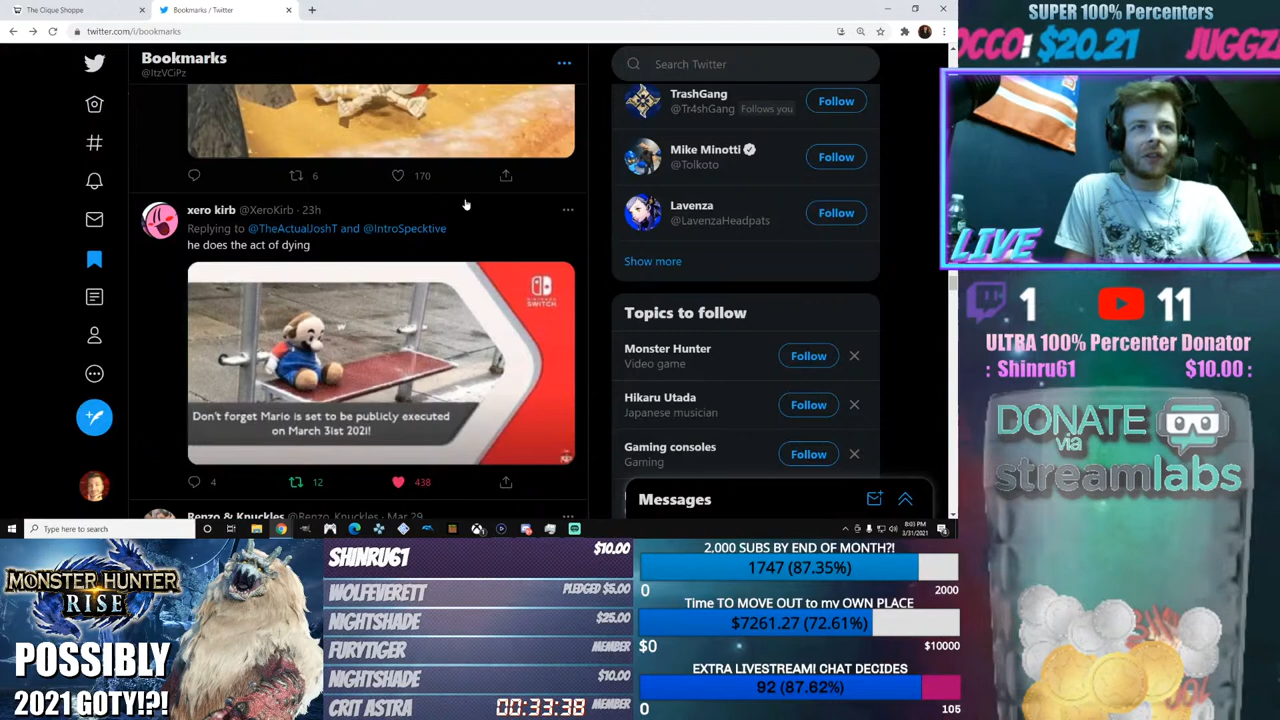 The Clique Shoppe
Bookmarks / Twitter
twitter.com/i/bookmarks
Bookmarks
@ItzVCiPz
6
170
xero kirb @XeroKirb · 23h
Replying to @TheActualJoshT and @IntroSpecktive
he does the act of dying
SWITCH
Don't forget Mario is set to be publicly executed
on March 31st 2021!
4
12
438
Renzo & Knuckles @Renzo_Knuckles · Mar 29
Search Twitter
TrashGang
@Tr4shGang Follows you
Follow
Mike Minotti
@Tolkoto
Follow
Lavenza
@LavenzaHeadpats
Follow
Show more
Topics to follow
Monster Hunter
Video game
Follow
Hikaru Utada
Japanese musician
Follow
Gaming consoles
Gaming
Follow
Messages
Type here to search
8:03 PM
3/31/2021
SUPER 100% Percenters
OCCO: $20.21 JUGGZ
LIVE
1
11
ULTRA 100% Percenter Donator
: Shinru61 $10.00 :
DONATE
via
streamlabs
MONSTER HUNTER
RISE
POSSIBLY
2021 GOTY!?!
SHINRU61 $10.00
WOLFEVERETT PLEDGED $5.00
NIGHTSHADE $25.00
FURYTIGER MEMBER
NIGHTSHADE $10.00
CRIT ASTRA MEMBER
00:33:38
2,000 SUBS BY END OF MONTH?!
1747 (87.35%)
0 2000
Time TO MOVE OUT to my OWN PLACE
$7261.27 (72.61%)
$0 $10000
EXTRA LIVESTREAM! CHAT DECIDES
92 (87.62%)
0 105